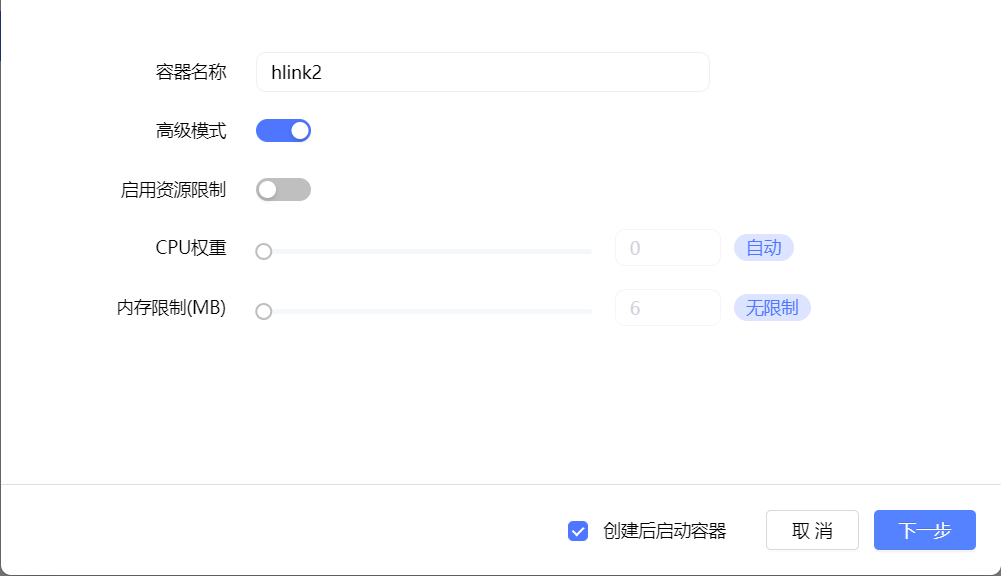 容器名称 hlink2
高级模式
启用资源限制
CPU权重 0 自动
内存限制(MB) 6 无限制
创建后启动容器 取 消 下一步